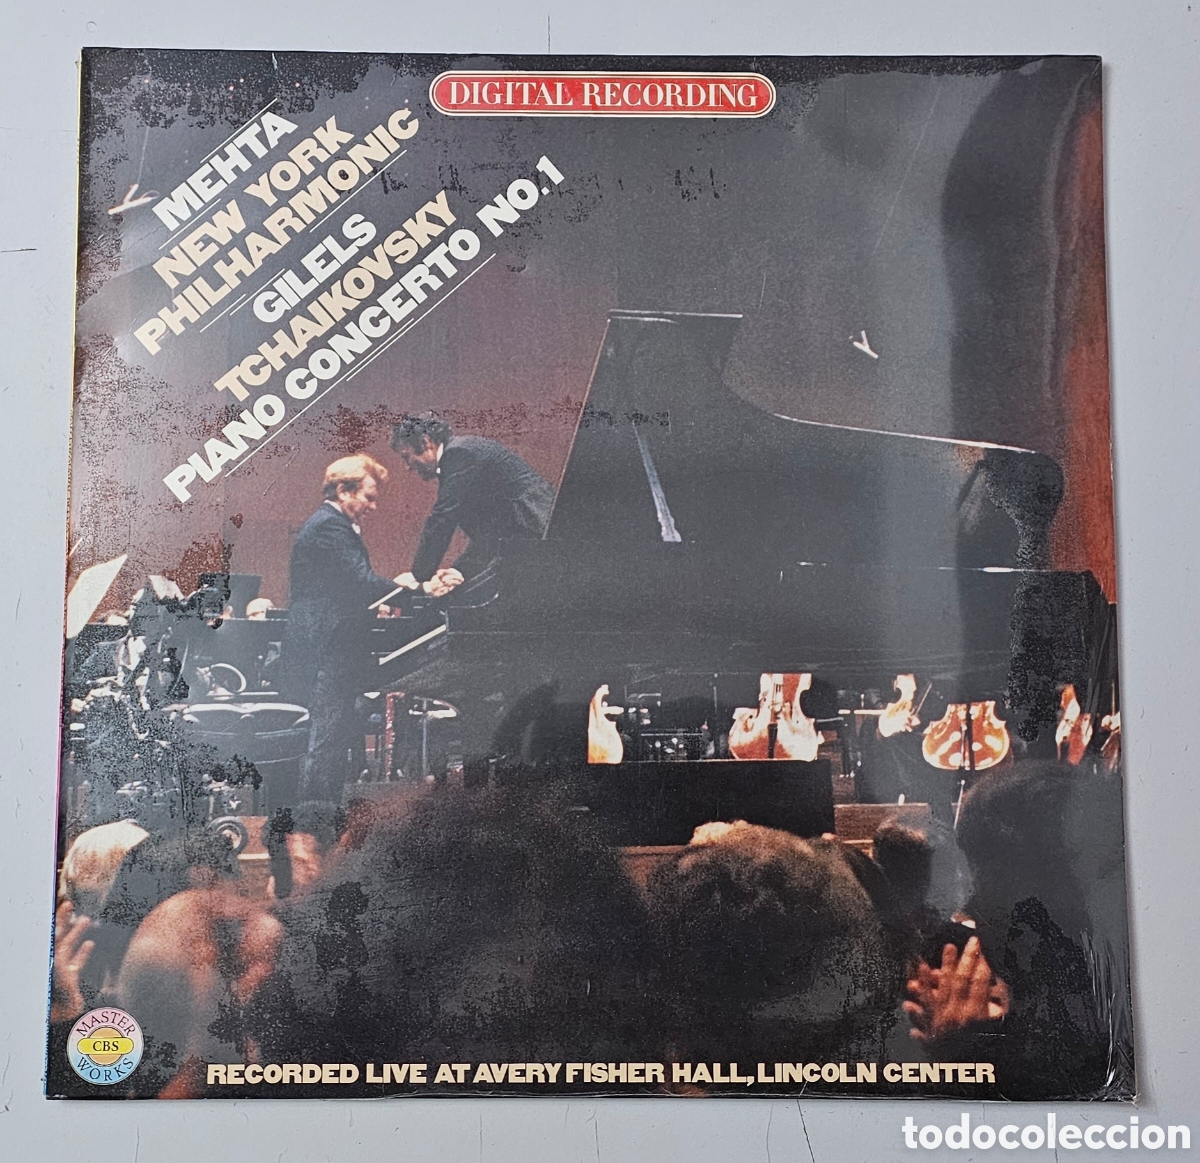 DIGITAL RECORDING
MEHTA
NEW YORK
PHILHARMONIC
GILELS
TCHAIKOVSKY
PIANO CONCERTO NO.1
MASTER
CBS
WORKS
RECORDED LIVE AT AVERY FISHER HALL, LINCOLN CENTER
todocoleccion